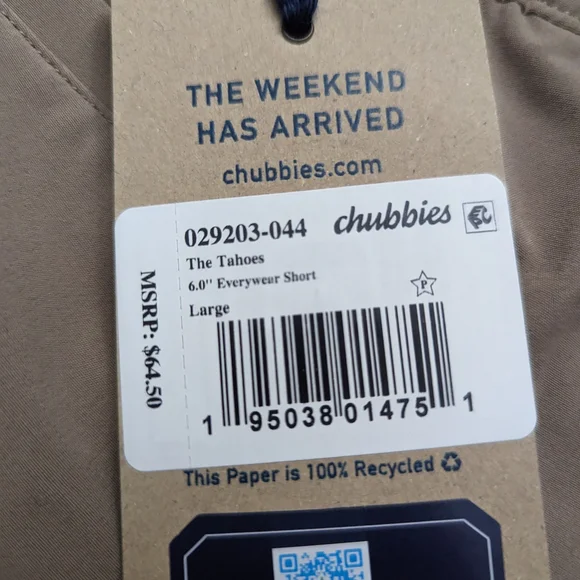 THE WEEKEND
HAS ARRIVED
chubbies.com
029203-044 chubbies
The Tahoes
6.0" Everywear Short
P
Large
MSRP: $64.50
1 95038 01475 1
This Paper is 100% Recycled